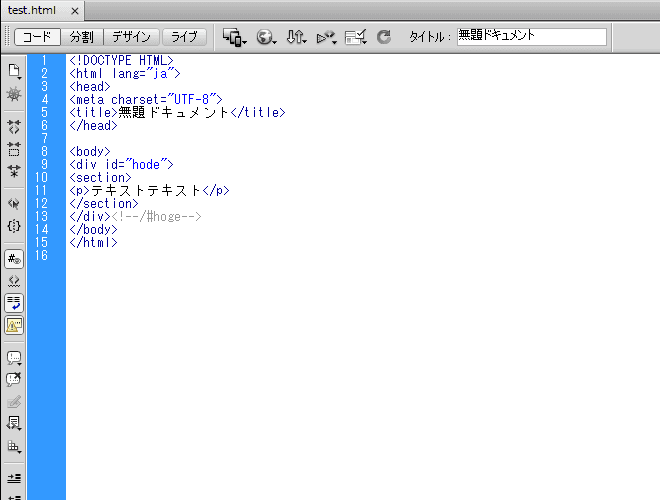 test.html ×
コード 分割 デザイン ライブ タイトル： 無題ドキュメント
1 <!DOCTYPE HTML>
2 <html lang="ja">
3 <head>
4 <meta charset="UTF-8">
5 <title>無題ドキュメント</title>
6 </head>
7
8 <body>
9 <div id="hode">
10 <section>
11 <p>テキストテキスト</p>
12 </section>
13 </div><!--/#hoge-->
14 </body>
15 </html>
16